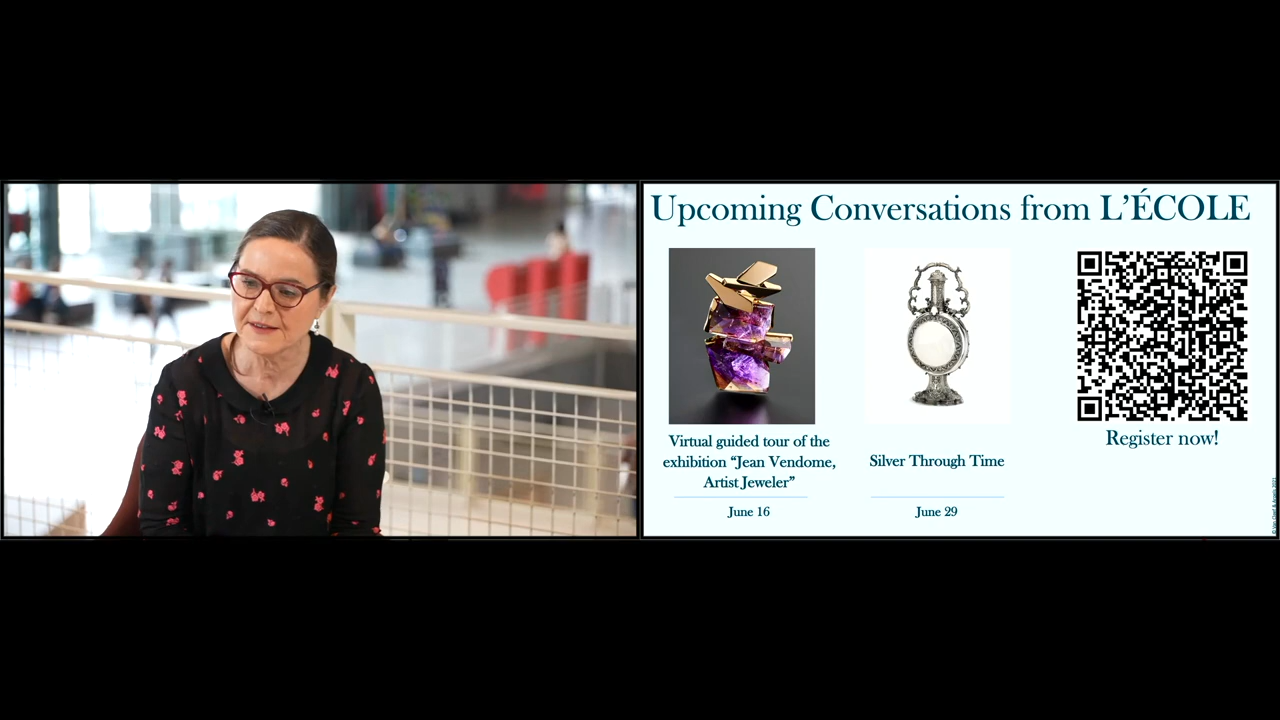 Upcoming Conversations from L'ÉCOLE
Virtual guided tour of the
exhibition “Jean Vendome,
Artist Jeweler”
June 16
Silver Through Time
June 29
Register now!